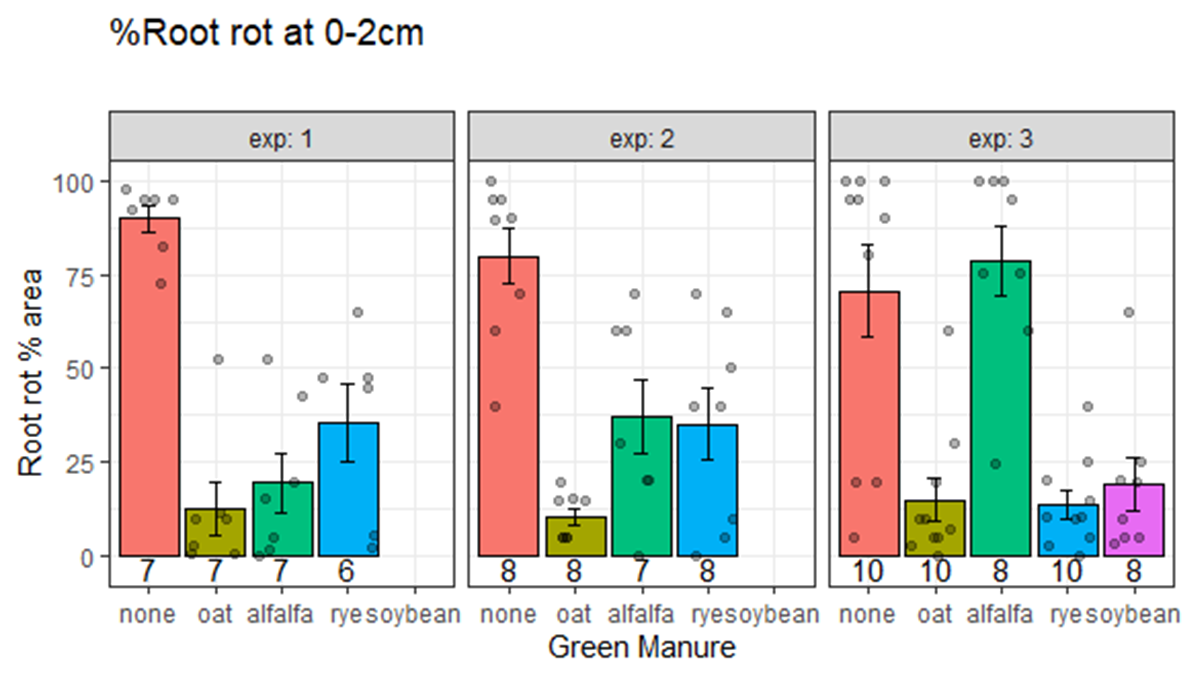 %Root rot at 0-2cm
exp: 1 exp: 2 exp: 3
Root rot % area
100
75
50
25
0
7 7 7 6 8 8 7 8 10 10 8 10 8
none oat alfalfa rye soybean none oat alfalfa rye soybean none oat alfalfa rye soybean
Green Manure